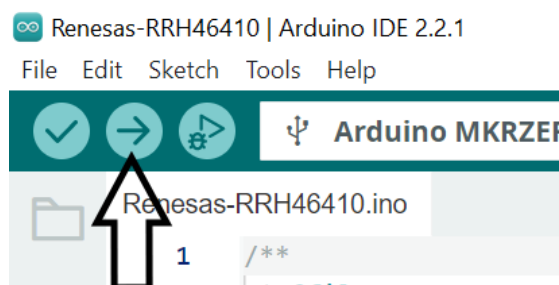 Renesas-RRH46410 | Arduino IDE 2.2.1
File Edit Sketch Tools Help
Arduino MKRZER
Renesas-RRH46410.ino
1 /**